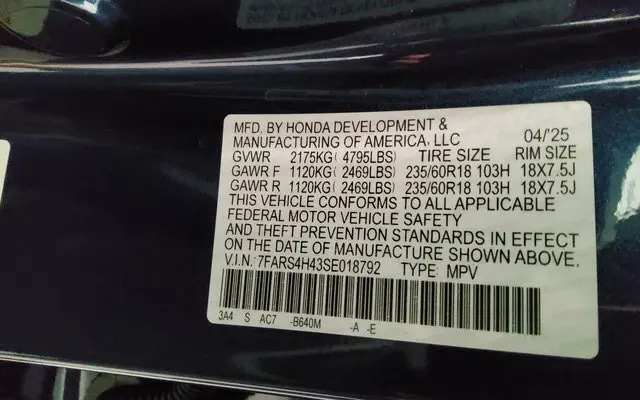 MFD. BY HONDA DEVELOPMENT &
MANUFACTURING OF AMERICA, LLC 04/'25
GVWR 2175KG (4795LBS) TIRE SIZE RIM SIZE
GAWR F 1120KG (2469LBS) 235/60R18 103H 18X7.5J
GAWR R 1120KG (2469LBS) 235/60R18 103H 18X7.5J
THIS VEHICLE CONFORMS TO ALL APPLICABLE
FEDERAL MOTOR VEHICLE SAFETY
AND THEFT PREVENTION STANDARDS IN EFFECT
ON THE DATE OF MANUFACTURE SHOWN ABOVE.
V.I.N: 7FARS4H43SE018792 TYPE: MPV
3A4 S AC7 -B640M -A -E